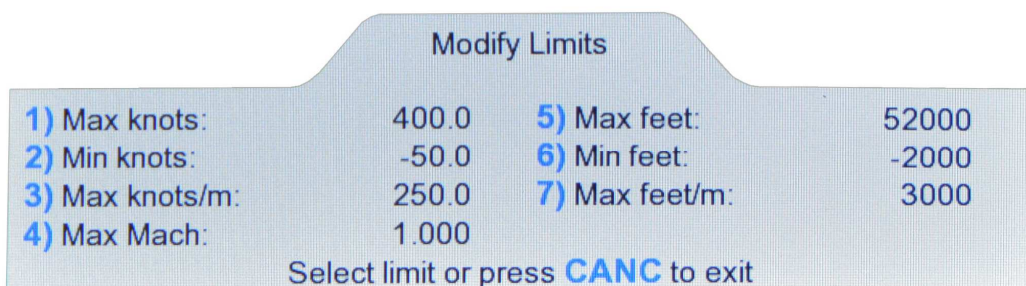 Modify Limits
1) Max knots: 400.0 5) Max feet: 52000
2) Min knots: -50.0 6) Min feet: -2000
3) Max knots/m: 250.0 7) Max feet/m: 3000
4) Max Mach: 1.000
Select limit or press CANC to exit